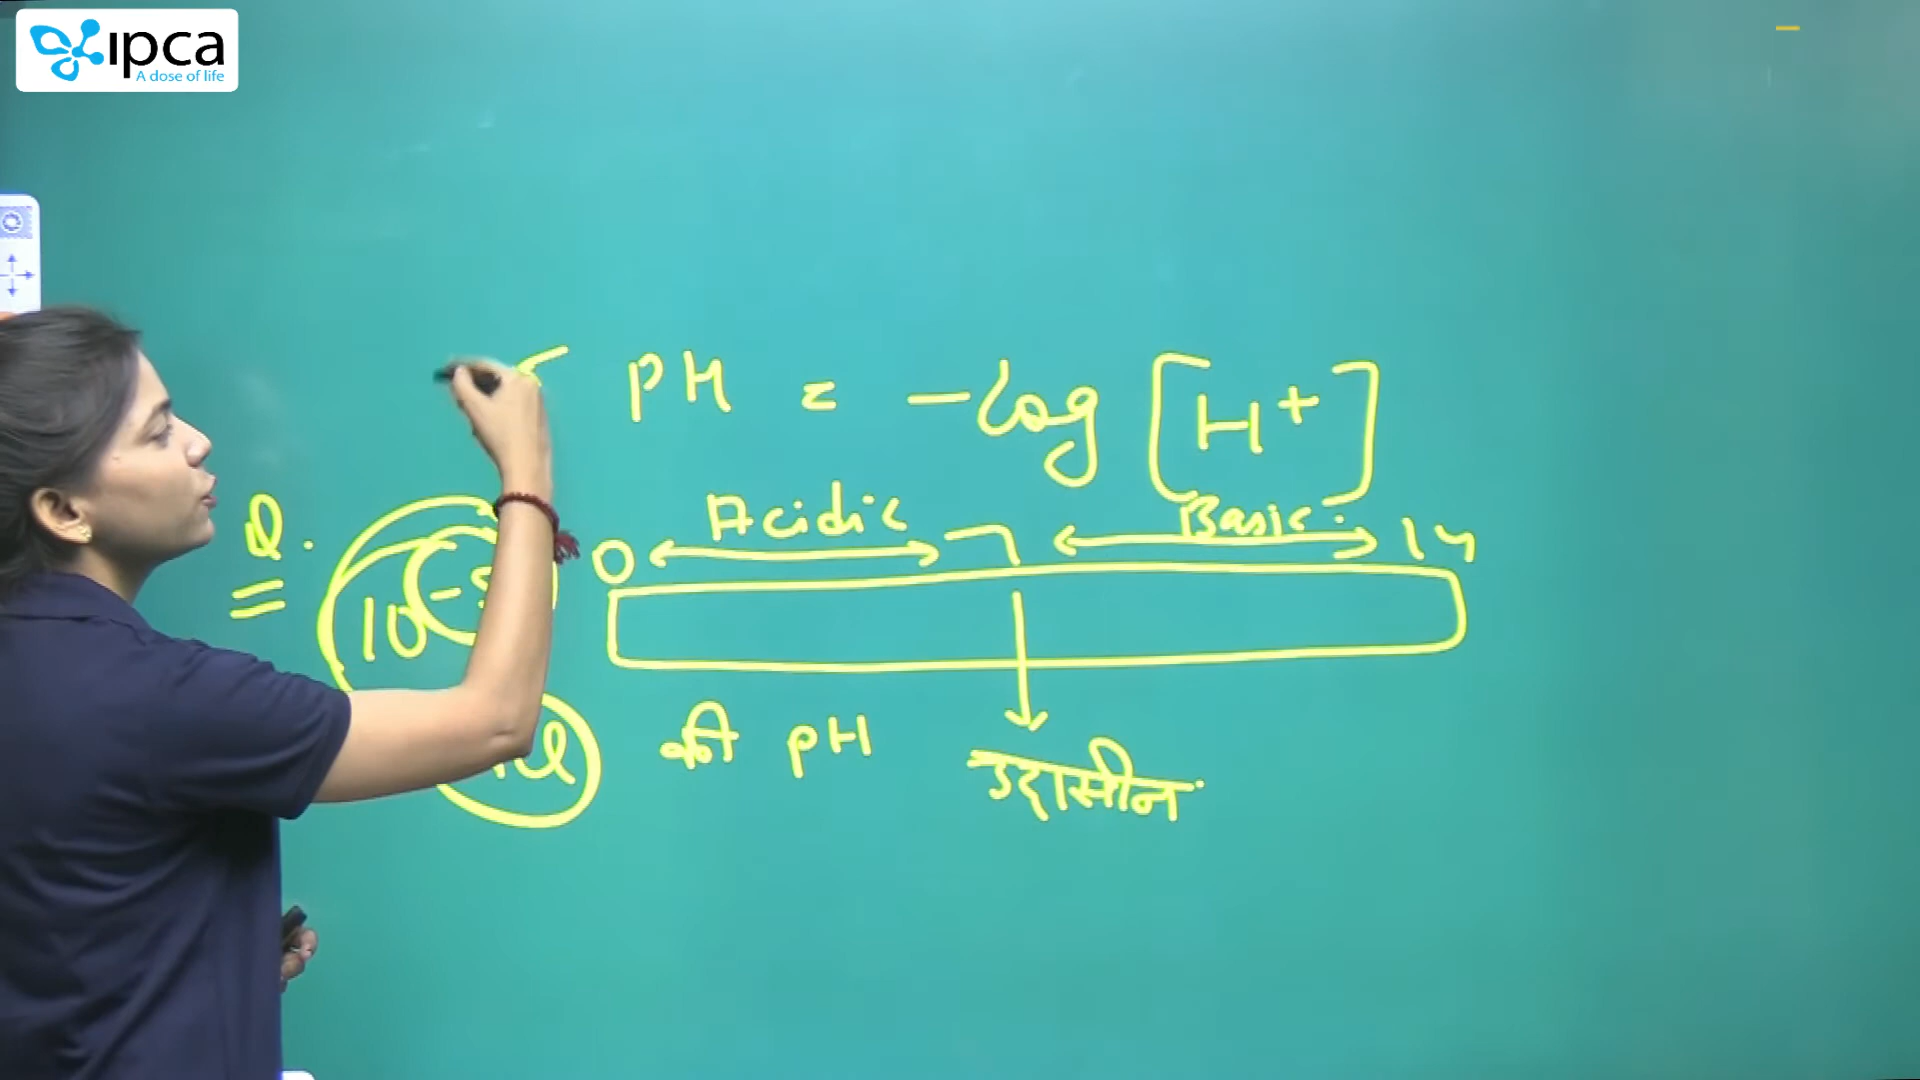 ipca
A dose of life
pH = -log [H+]
Q.
Acidic
Basic.
0
7
14
10
की pH
उदासीन